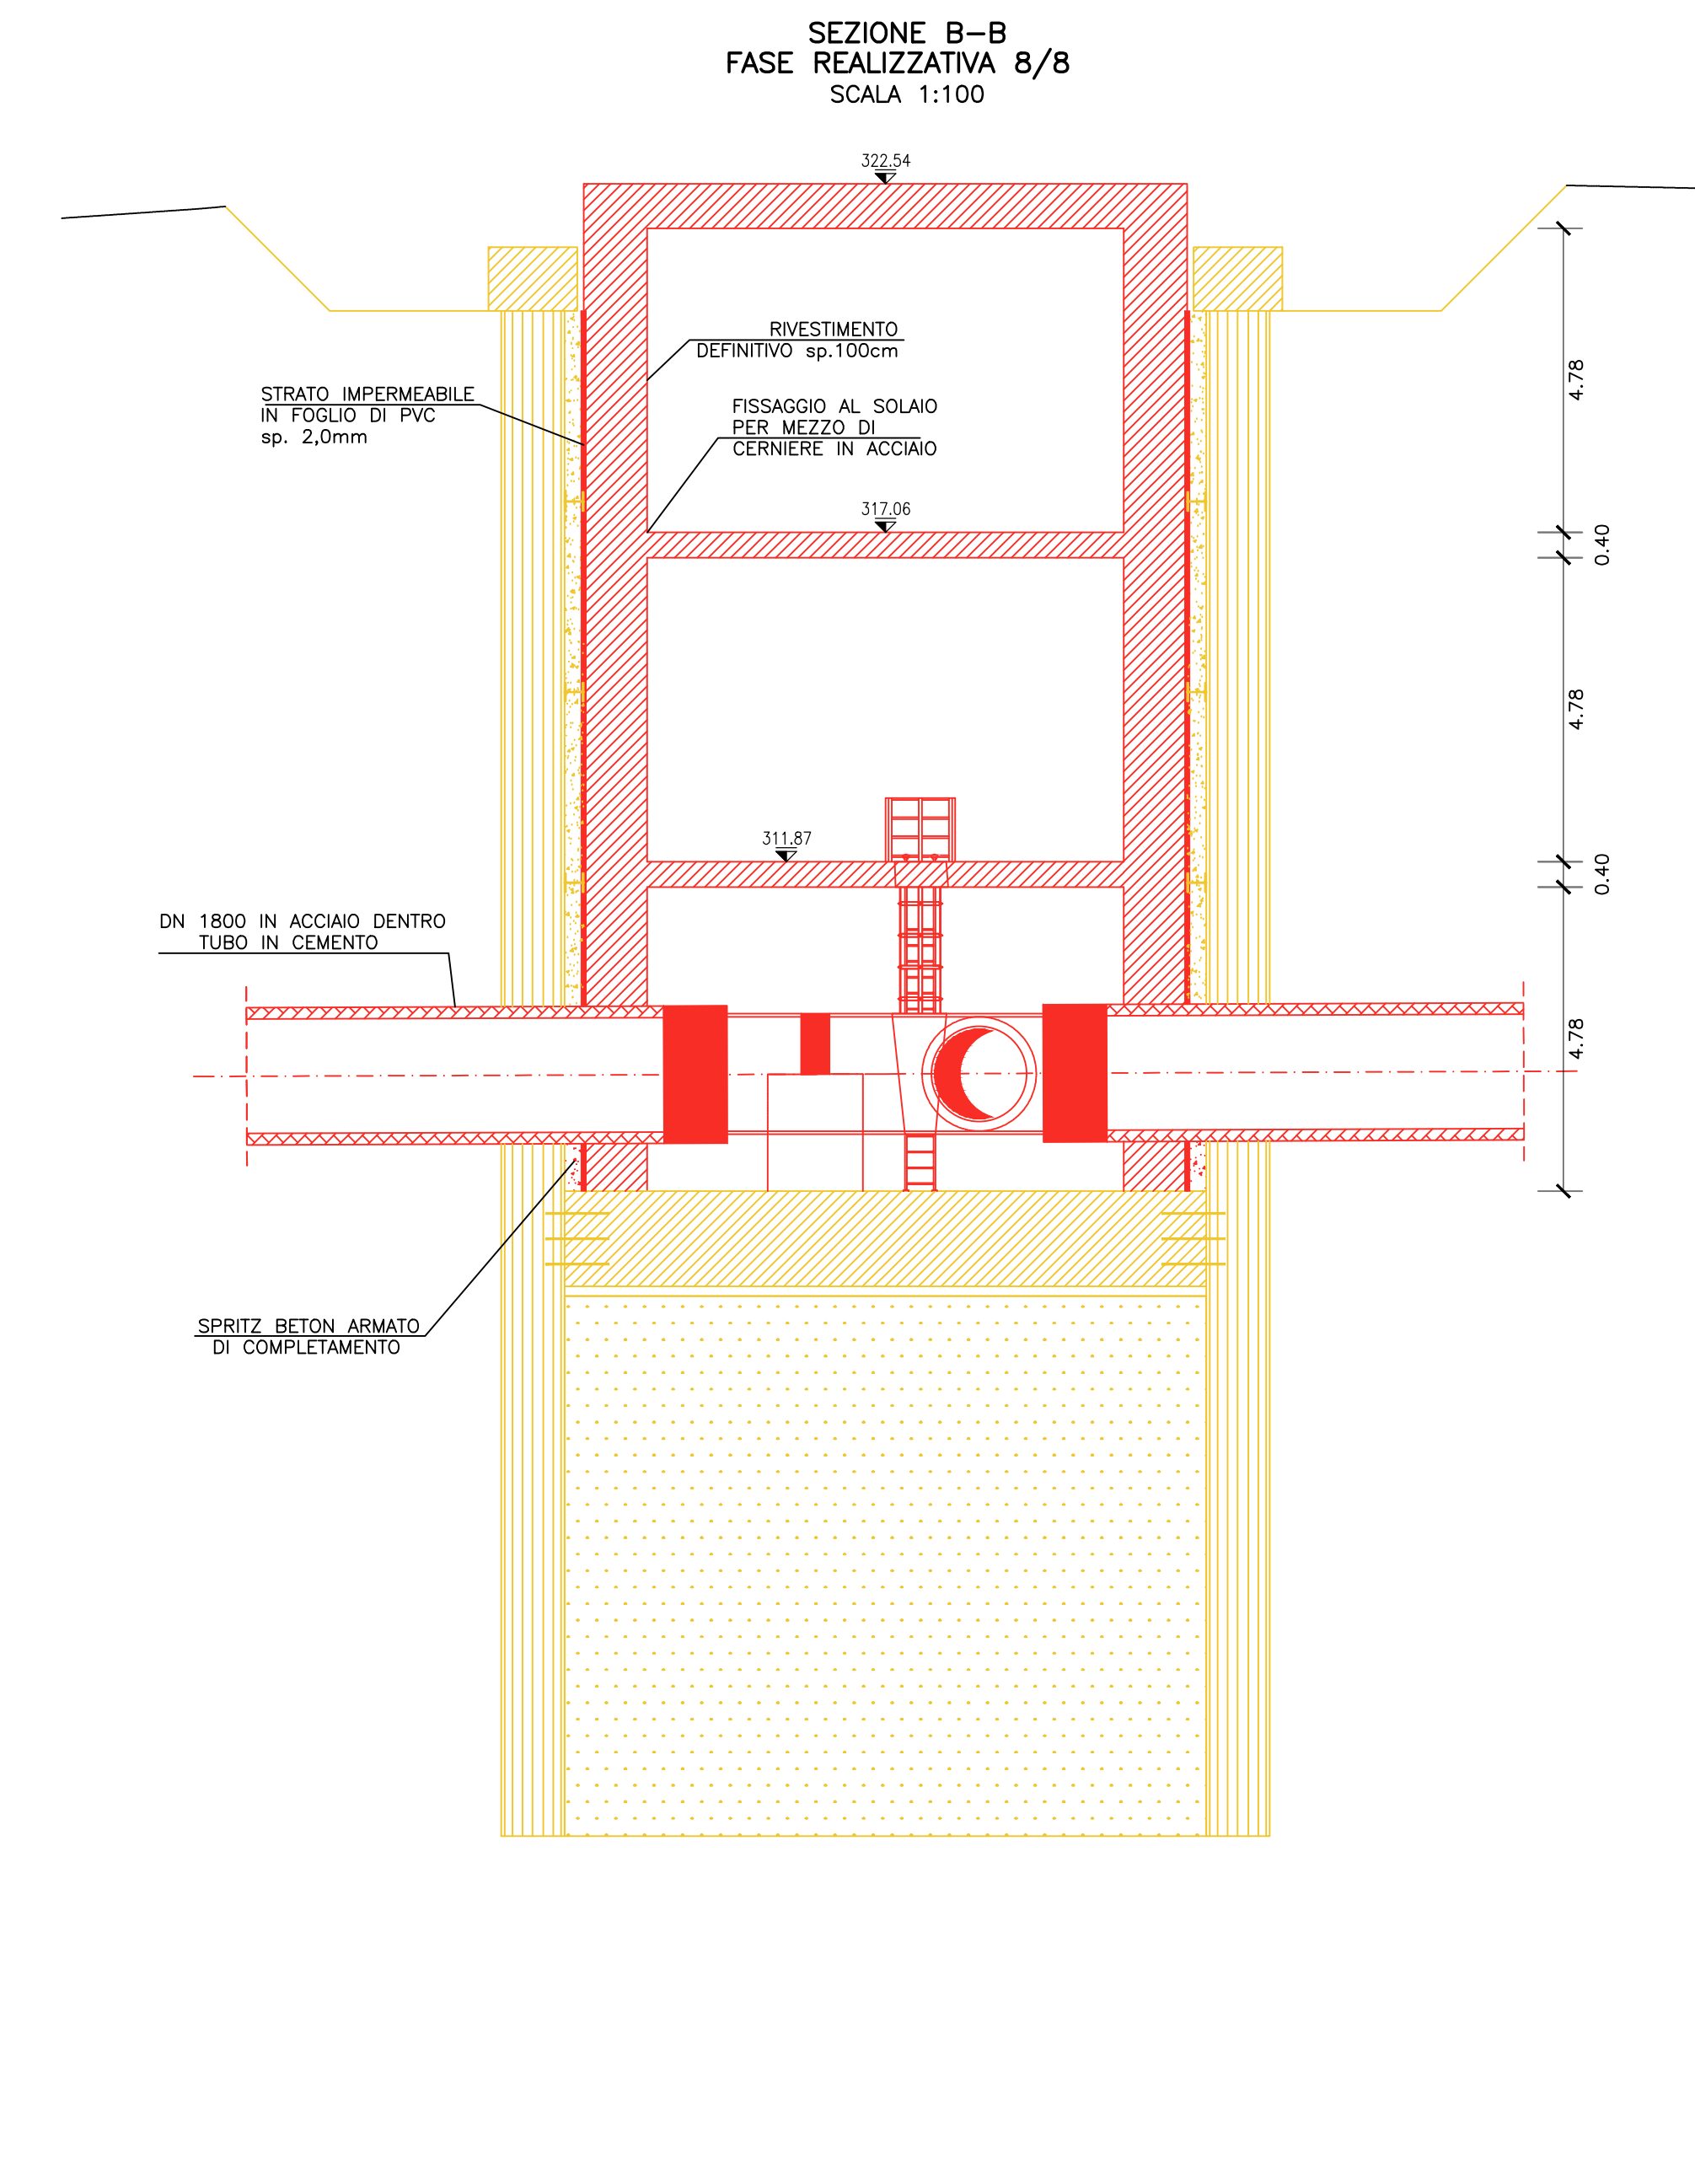 SEZIONE B-B
FASE REALIZZATIVA 8/8
SCALA 1:100
322.54
RIVESTIMENTO
DEFINITIVO sp.100cm
STRATO IMPERMEABILE
IN FOGLIO DI PVC
sp. 2,0mm
FISSAGGIO AL SOLAIO
PER MEZZO DI
CERNIERE IN ACCIAIO
317.06
311.87
DN 1800 IN ACCIAIO DENTRO
TUBO IN CEMENTO
SPRITZ BETON ARMATO
DI COMPLETAMENTO
4.78
0.40
4.78
0.40
4.78